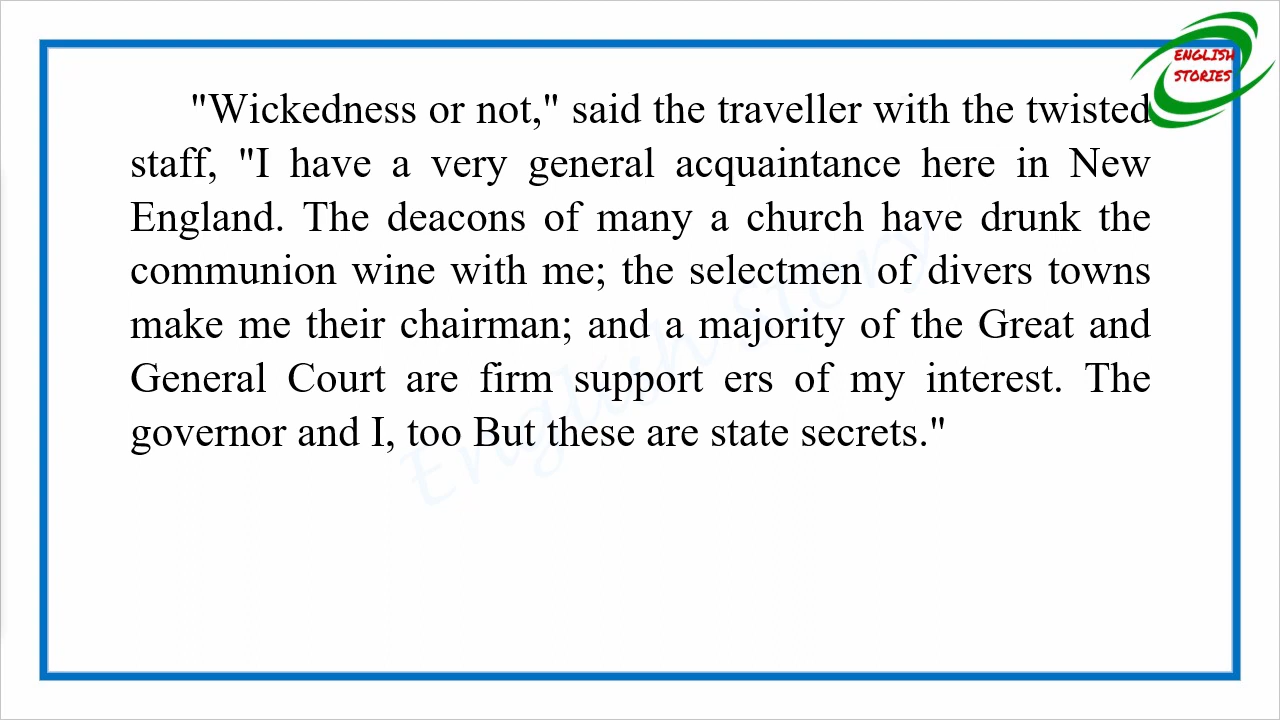 ENGLISH
STORIES
"Wickedness or not," said the traveller with the twisted
staff, "I have a very general acquaintance here in New
England. The deacons of many a church have drunk the
communion wine with me; the selectmen of divers towns
make me their chairman; and a majority of the Great and
General Court are firm support ers of my interest. The
governor and I, too But these are state secrets."
English Story